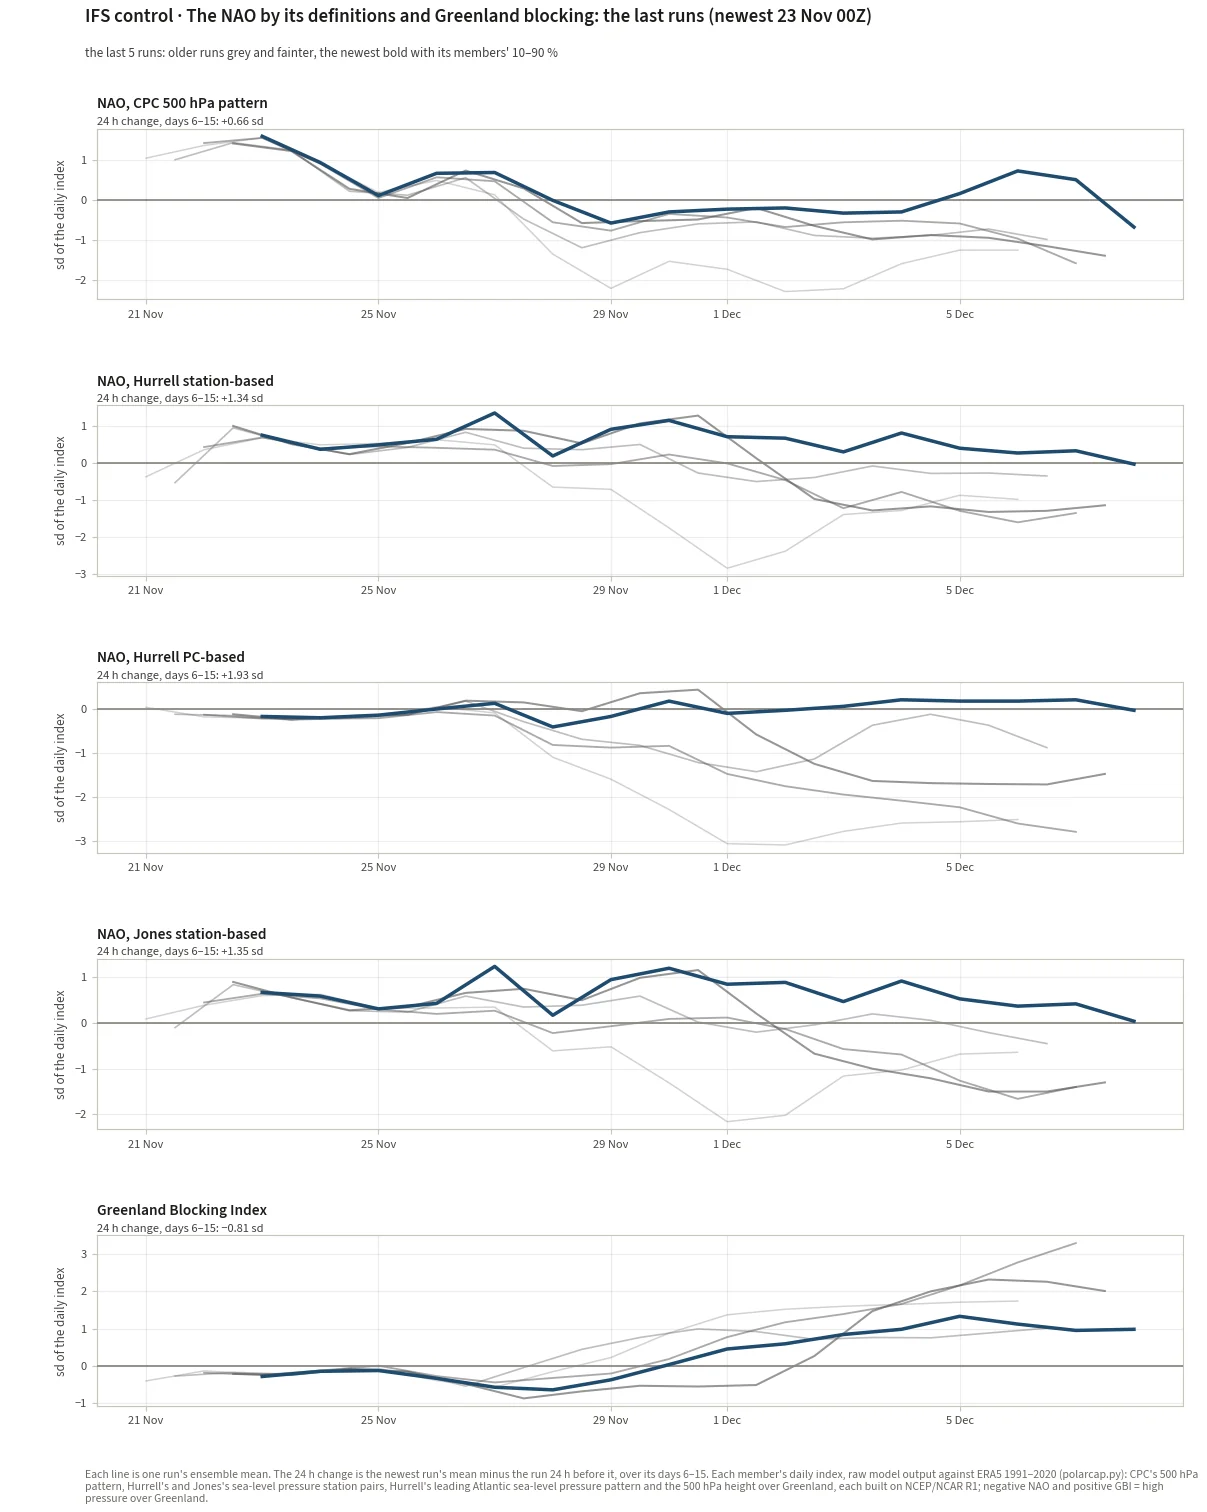 IFS control · The NAO by its definitions and Greenland blocking: the last runs (newest 23 Nov 00Z)
the last 5 runs: older runs grey and fainter, the newest bold with its members' 10–90 %
NAO, CPC 500 hPa pattern
24 h change, days 6–15: +0.66 sd
sd of the daily index
1
0
−1
−2
21 Nov
25 Nov
29 Nov
1 Dec
5 Dec
NAO, Hurrell station-based
24 h change, days 6–15: +1.34 sd
sd of the daily index
1
0
−1
−2
−3
21 Nov
25 Nov
29 Nov
1 Dec
5 Dec
NAO, Hurrell PC-based
24 h change, days 6–15: +1.93 sd
sd of the daily index
0
−1
−2
−3
21 Nov
25 Nov
29 Nov
1 Dec
5 Dec
NAO, Jones station-based
24 h change, days 6–15: +1.35 sd
sd of the daily index
1
0
−1
−2
21 Nov
25 Nov
29 Nov
1 Dec
5 Dec
Greenland Blocking Index
24 h change, days 6–15: −0.81 sd
sd of the daily index
3
2
1
0
−1
21 Nov
25 Nov
29 Nov
1 Dec
5 Dec
Each line is one run's ensemble mean. The 24 h change is the newest run's mean minus the run 24 h before it, over its days 6–15. Each member's daily index, raw model output against ERA5 1991–2020 (polarcap.py): CPC's 500 hPa
pattern, Hurrell's and Jones's sea-level pressure station pairs, Hurrell's leading Atlantic sea-level pressure pattern and the 500 hPa height over Greenland, each built on NCEP/NCAR R1; negative NAO and positive GBI = high
pressure over Greenland.